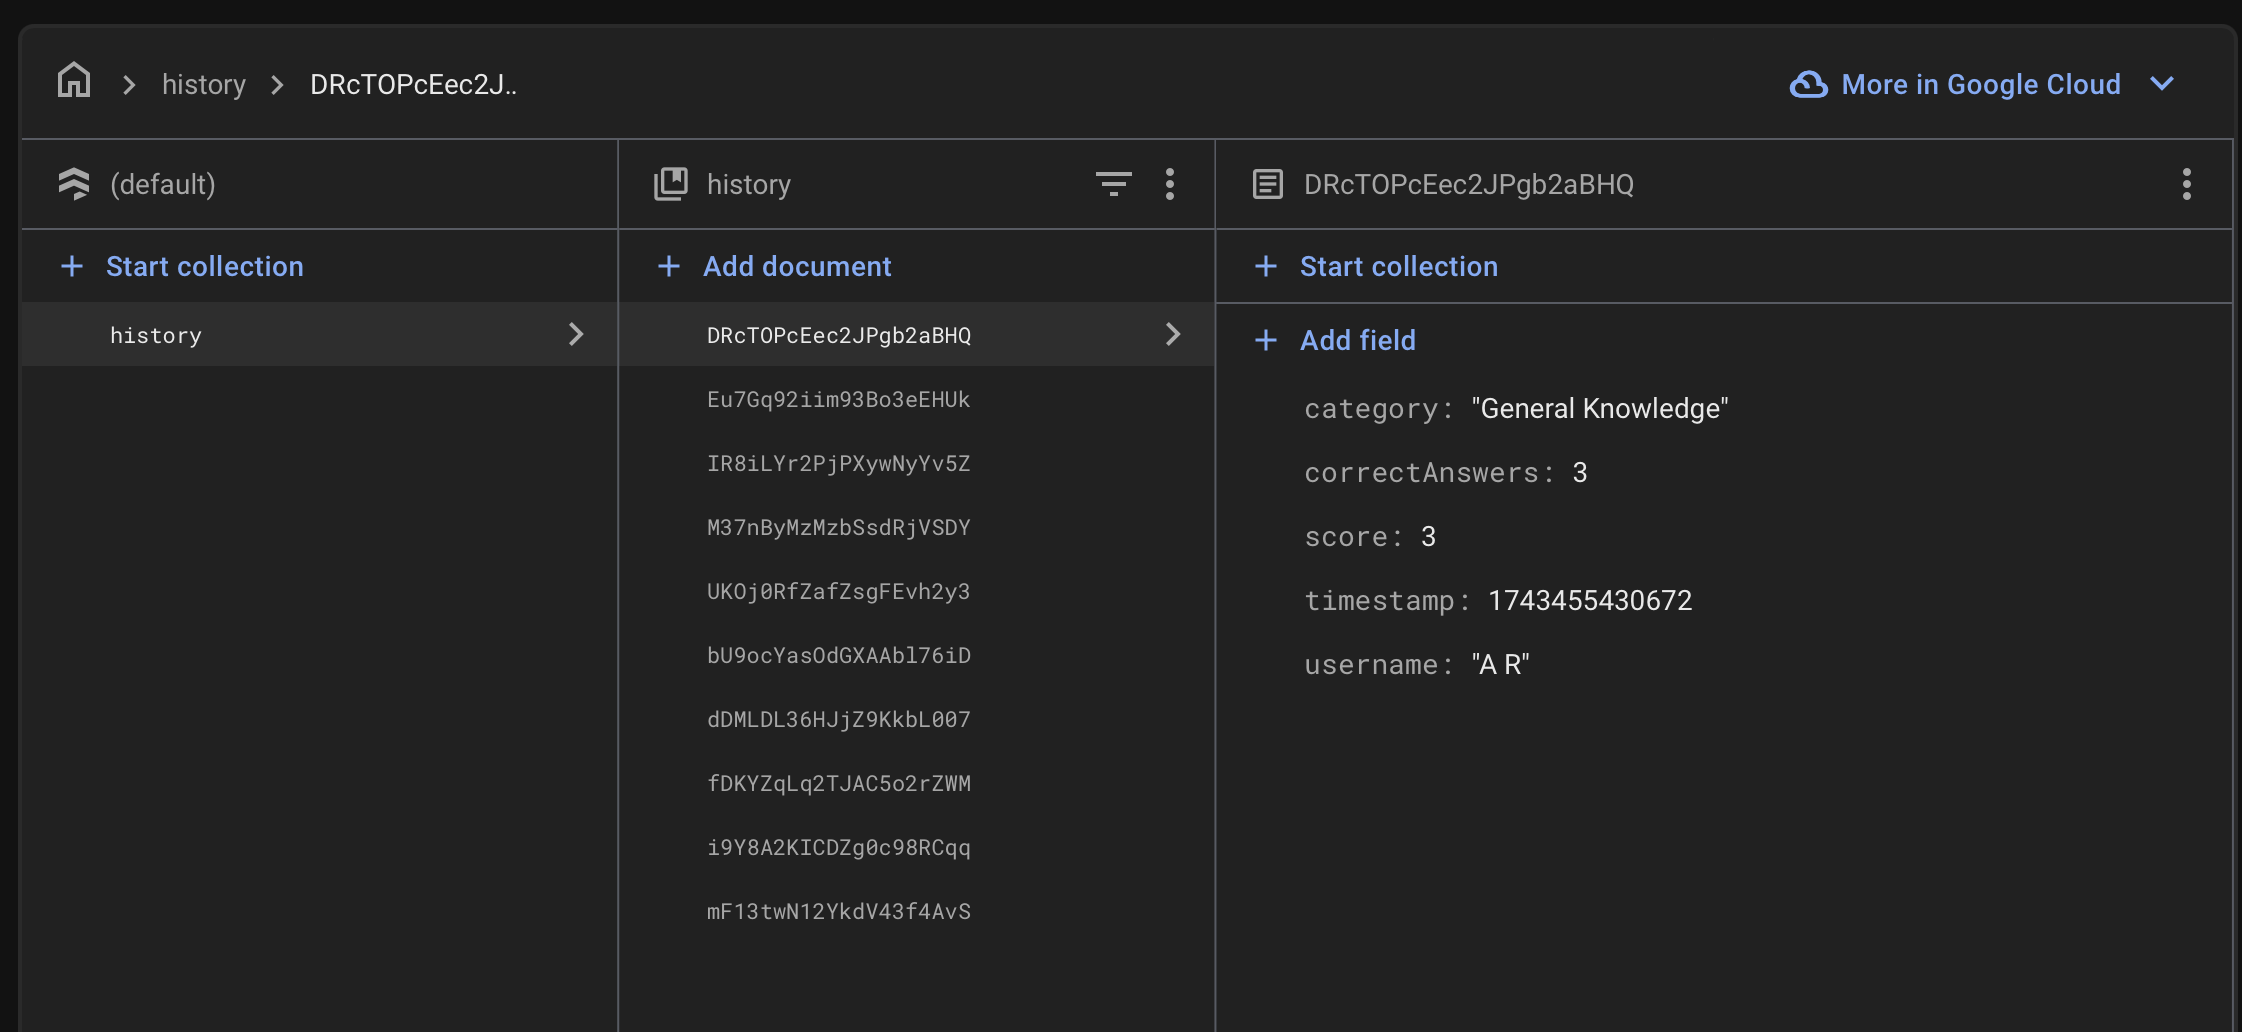 history DRcTOPcEec2J..
More in Google Cloud
(default)
history
DRcTOPcEec2JPgb2aBHQ
+ Start collection
+ Add document
+ Start collection
history
DRcTOPcEec2JPgb2aBHQ
+ Add field
Eu7Gq92iim93Bo3eEHUk
IR8iLYr2PjPXywNyYv5Z
M37nByMzMzbSsdRjVSDY
UKOj0RfZafZsgFEvh2y3
bU9ocYasOdGXAAbl76iD
dDMLDL36HJjZ9KkbL007
fDKYZqLq2TJAC5o2rZWM
i9Y8A2KICDZg0c98RCqq
mF13twN12YkdV43f4AvS
category: "General Knowledge"
correctAnswers: 3
score: 3
timestamp: 1743455430672
username: "A R"